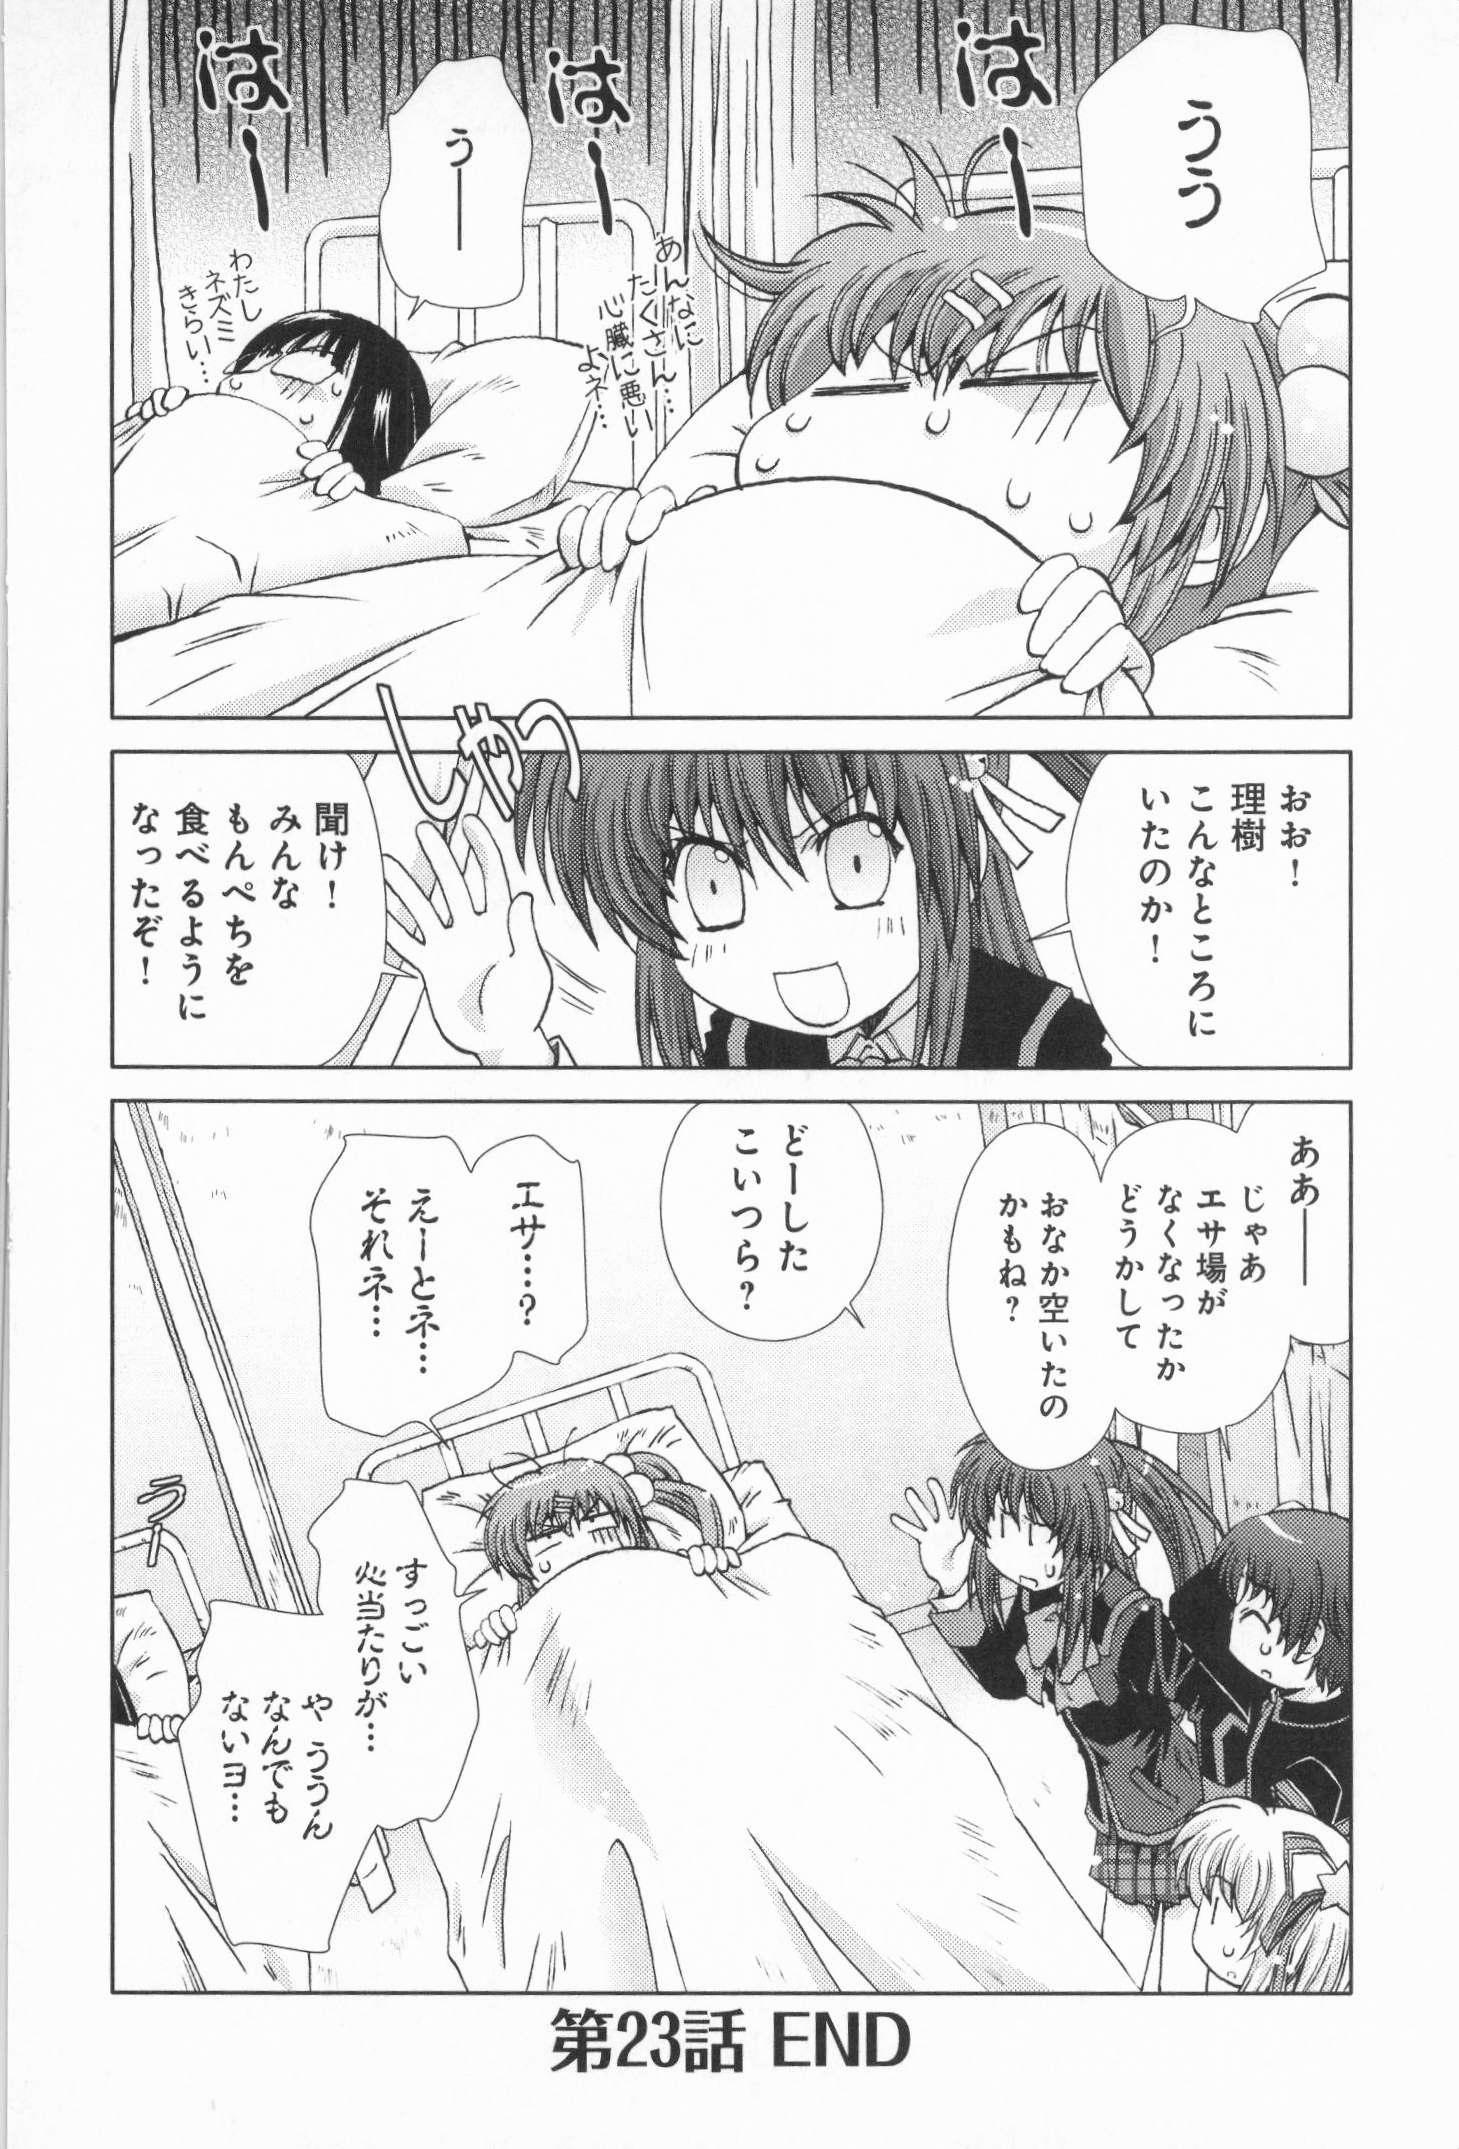 うう
はー
はー
はー
あんなに
たくさん…
心臓に悪い
よネ…
うー
わたし
ネズミ
きらい…
おお!
理樹
こんなところに
いたのか!
しゃっ
聞け!
みんな
もんぺちを
食べるように
なったぞ!
ああー
じゃあ
エサ場が
なくなったか
どうかして
おなか空いたの
かもね?
どーした
こいつら?
エサ…?
えーとネ…
それネ…
すっごい
心当たりが…
や ううん
なんでも
ないヨ…
うー
第23話 END